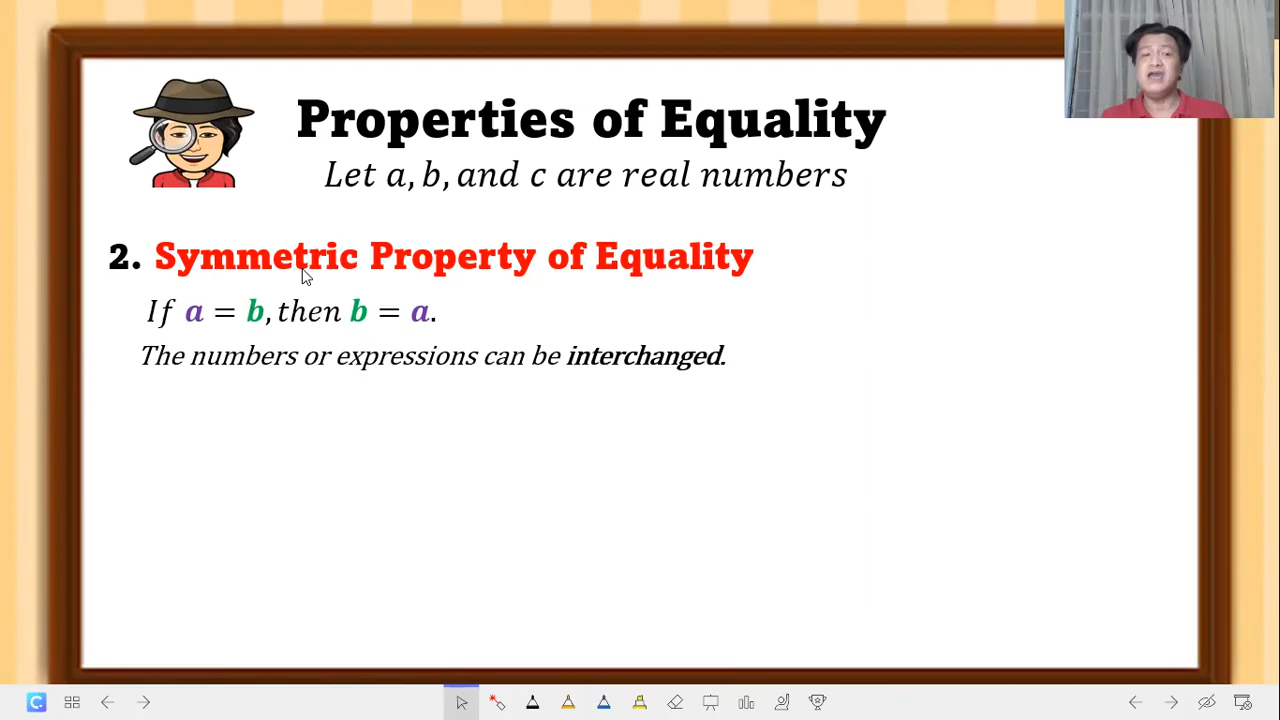 Properties of Equality
Let a, b, and c are real numbers
2. Symmetric Property of Equality
If a = b, then b = a.
The numbers or expressions can be interchanged.